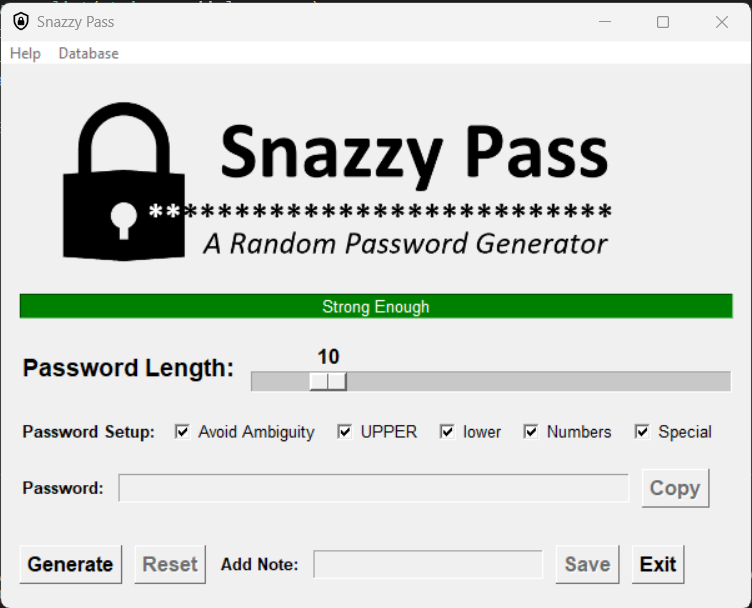 Snazzy Pass
Help Database
Snazzy Pass
****************************
A Random Password Generator
Strong Enough
10
Password Length:
Password Setup: Avoid Ambiguity UPPER lower Numbers Special
Password: Copy
Generate Reset Add Note: Save Exit